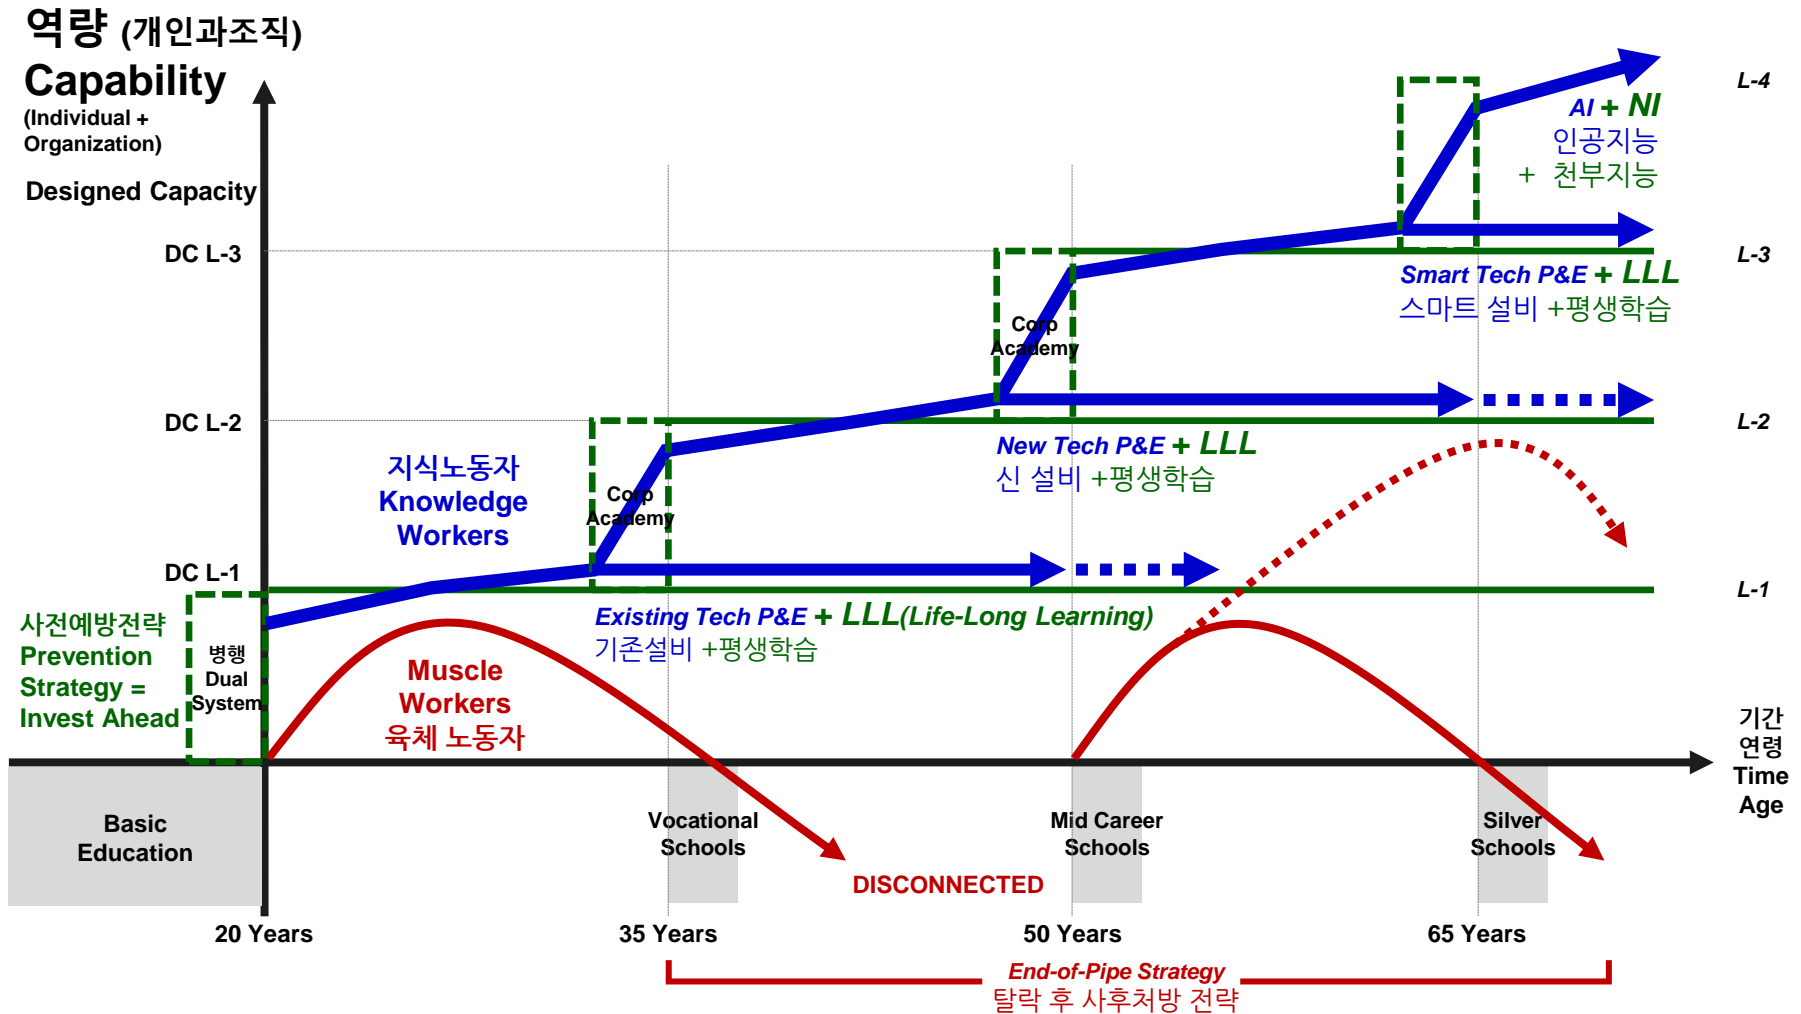 역량 (개인과조직)
Capability
(Individual +
Organization)
Designed Capacity
DC L-3
DC L-2
DC L-1
L-4
L-3
L-2
L-1
AI + NI
인공지능
+ 천부지능
Smart Tech P&E + LLL
스마트 설비 +평생학습
Corp
Academy
New Tech P&E + LLL
신 설비 +평생학습
지식노동자
Knowledge
Workers
Corp
Academy
Existing Tech P&E + LLL(Life-Long Learning)
기존설비 +평생학습
사전예방전략
Prevention
Strategy =
Invest Ahead
병행
Dual
System
Muscle
Workers
육체 노동자
기간
연령
Time
Age
Basic
Education
Vocational
Schools
Mid Career
Schools
Silver
Schools
DISCONNECTED
20 Years
35 Years
50 Years
65 Years
End-of-Pipe Strategy
탈락 후 사후처방 전략